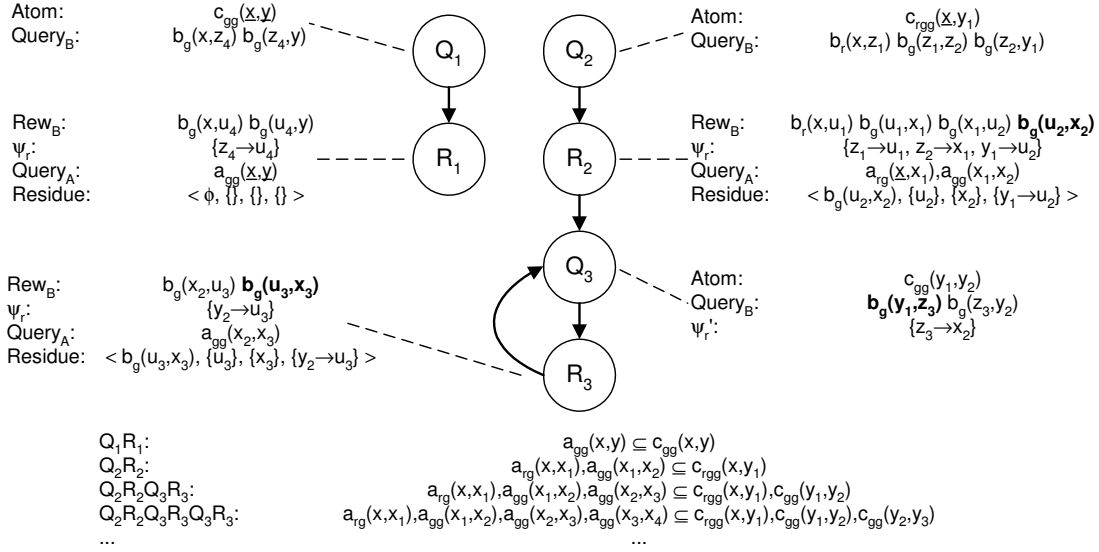 Atom: c_gg(x,y)
Query_B: b_g(x,z_4) b_g(z_4,y)
Q_1
Q_2
Atom: c_rgg(x,y_1)
Query_B: b_r(x,z_1) b_g(z_1,z_2) b_g(z_2,y_1)
Rew_B: b_g(x,u_4) b_g(u_4,y)
ψ_r: {z_4→u_4}
Query_A: a_gg(x,y)
Residue: < ϕ, {}, {}, {} >
R_1
R_2
Rew_B: b_r(x,u_1) b_g(u_1,x_1) b_g(x_1,u_2) b_g(u_2,x_2)
ψ_r: {z_1→u_1, z_2→x_1, y_1→u_2}
Query_A: a_rg(x,x_1),a_gg(x_1,x_2)
Residue: < b_g(u_2,x_2), {u_2}, {x_2}, {y_1→u_2} >
Q_3
Atom: c_gg(y_1,y_2)
Query_B: b_g(y_1,z_3) b_g(z_3,y_2)
ψ_r': {z_3→x_2}
Rew_B: b_g(x_2,u_3) b_g(u_3,x_3)
ψ_r: {y_2→u_3}
Query_A: a_gg(x_2,x_3)
Residue: < b_g(u_3,x_3), {u_3}, {x_3}, {y_2→u_3} >
R_3
Q_1R_1: a_gg(x,y) ⊆ c_gg(x,y)
Q_2R_2: a_rg(x,x_1),a_gg(x_1,x_2) ⊆ c_rgg(x,y_1)
Q_2R_2Q_3R_3: a_rg(x,x_1),a_gg(x_1,x_2),a_gg(x_2,x_3) ⊆ c_rgg(x,y_1),c_gg(y_1,y_2)
Q_2R_2Q_3R_3Q_3R_3: a_rg(x,x_1),a_gg(x_1,x_2),a_gg(x_2,x_3),a_gg(x_3,x_4) ⊆ c_rgg(x,y_1),c_gg(y_1,y_2),c_gg(y_2,y_3)
... ...